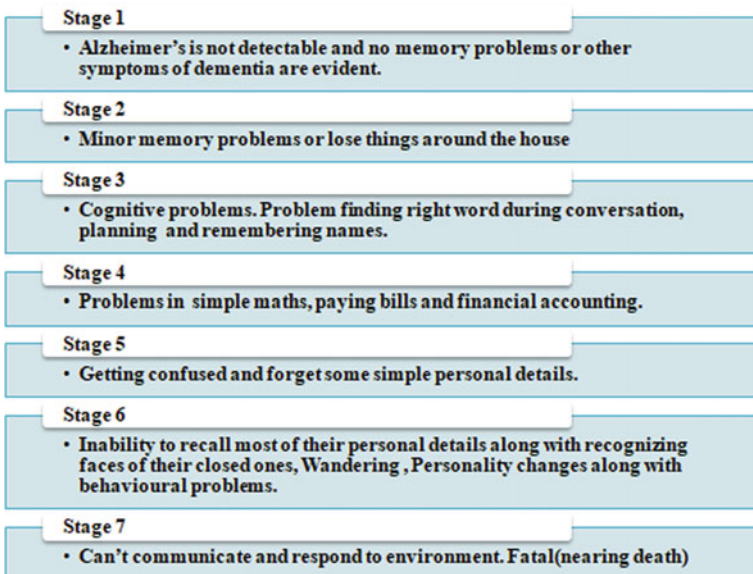 Stage 1
• Alzheimer's is not detectable and no memory problems or other
symptoms of dementia are evident.
Stage 2
• Minor memory problems or lose things around the house
Stage 3
• Cognitive problems. Problem finding right word during conversation,
planning and remembering names.
Stage 4
• Problems in simple maths, paying bills and financial accounting.
Stage 5
• Getting confused and forget some simple personal details.
Stage 6
• Inability to recall most of their personal details along with recognizing
faces of their closed ones, Wandering , Personality changes along with
behavioural problems.
Stage 7
• Can't communicate and respond to environment. Fatal(nearing death)